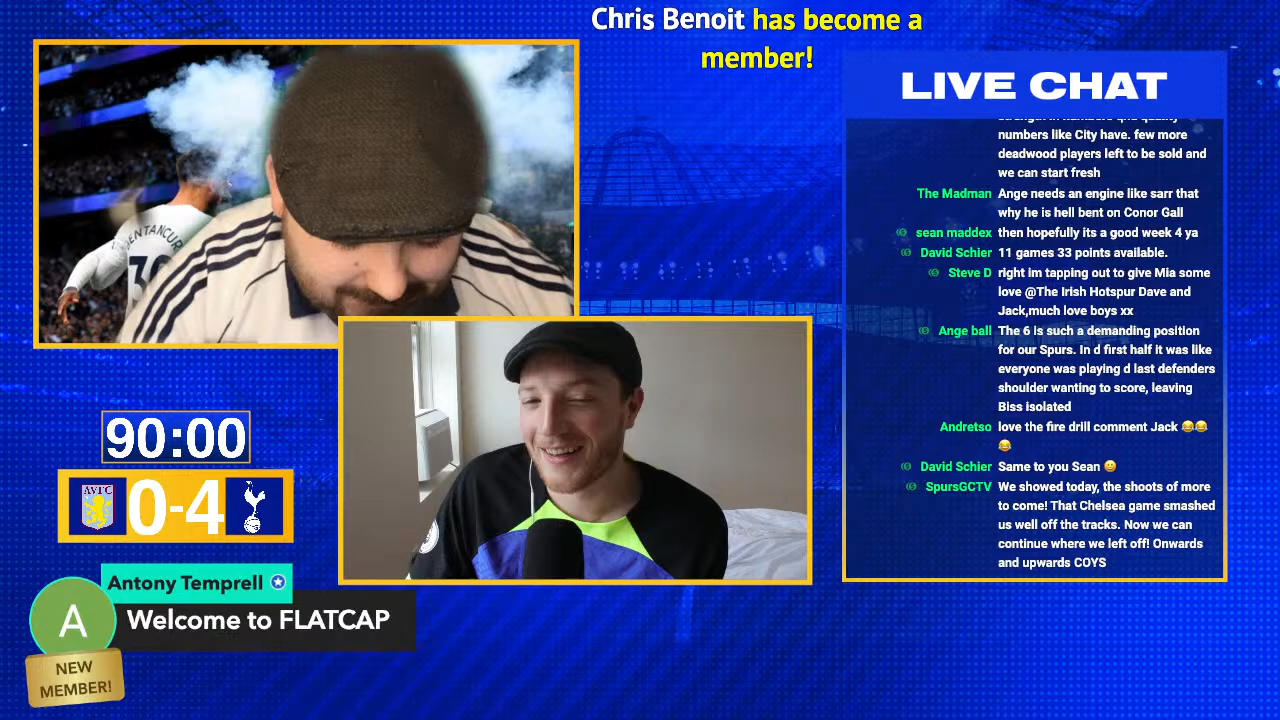 Chris Benoit has become a
member!
LIVE CHAT
numbers like City have. few more
deadwood players left to be sold and
we can start fresh
The Madman Ange needs an engine like sarr that
why he is hell bent on Conor Gall
sean maddex then hopefully its a good week 4 ya
David Schier 11 games 33 points available.
Steve D right im tapping out to give Mia some
love @The Irish Hotspur Dave and
Jack,much love boys xx
Ange ball The 6 is such a demanding position
for our Spurs. In d first half it was like
everyone was playing d last defenders
shoulder wanting to score, leaving
Biss isolated
Andretso love the fire drill comment Jack 😂😂
😂
David Schier Same to you Sean 😀
SpursGCTV We showed today, the shoots of more
to come! That Chelsea game smashed
us well off the tracks. Now we can
continue where we left off! Onwards
and upwards COYS
BENTANCUR
30
90:00
AVFC
0-4
Antony Temprell
A
Welcome to FLATCAP
NEW
MEMBER!